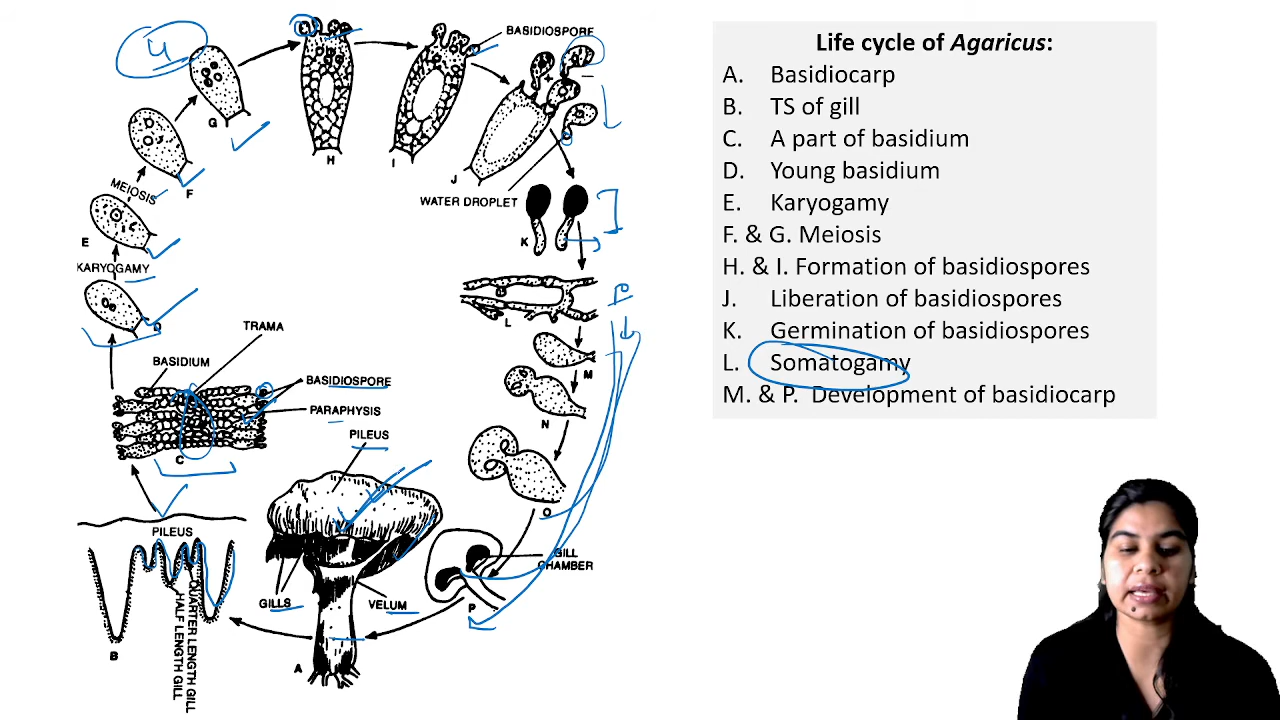 Life cycle of Agaricus:
A. Basidiocarp
B. TS of gill
C. A part of basidium
D. Young basidium
E. Karyogamy
F. & G. Meiosis
H. & I. Formation of basidiospores
J. Liberation of basidiospores
K. Germination of basidiospores
L. Somatogamy
M. & P. Development of basidiocarp
4
BASIDIOSPORE
G
H
I
J
WATER DROPLET
MEIOSIS
F
E
KARYOGAMY
D
K
L
M
N
O
TRAMA
BASIDIUM
BASIDIOSPORE
PARAPHYSIS
C
PILEUS
PILEUS
GILL
CHAMBER
P
GILLS
VELUM
A
B
HALF LENGTH GILL
QUARTER LENGTH GILL